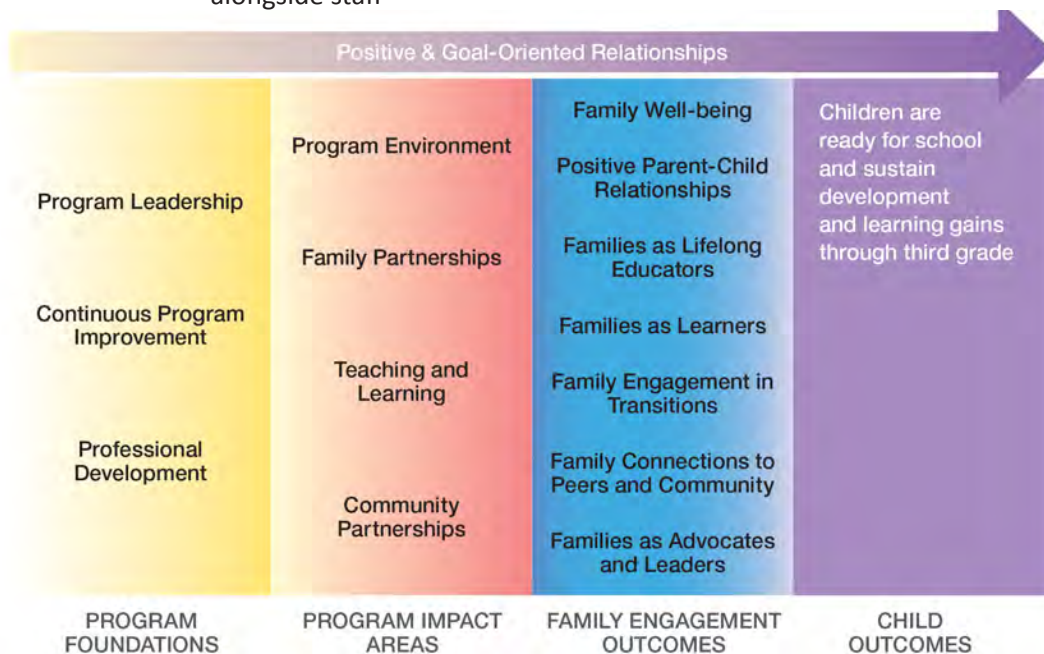 alongside staff
Positive & Goal-Oriented Relationships
Program Leadership
Continuous Program
Improvement
Professional
Development
Program Environment
Family Partnerships
Teaching and
Learning
Community
Partnerships
Family Well-being
Positive Parent-Child
Relationships
Families as Lifelong
Educators
Families as Learners
Family Engagement in
Transitions
Family Connections to
Peers and Community
Families as Advocates
and Leaders
Children are
ready for school
and sustain
development
and learning gains
through third grade
PROGRAM
FOUNDATIONS
PROGRAM IMPACT
AREAS
FAMILY ENGAGEMENT
OUTCOMES
CHILD
OUTCOMES